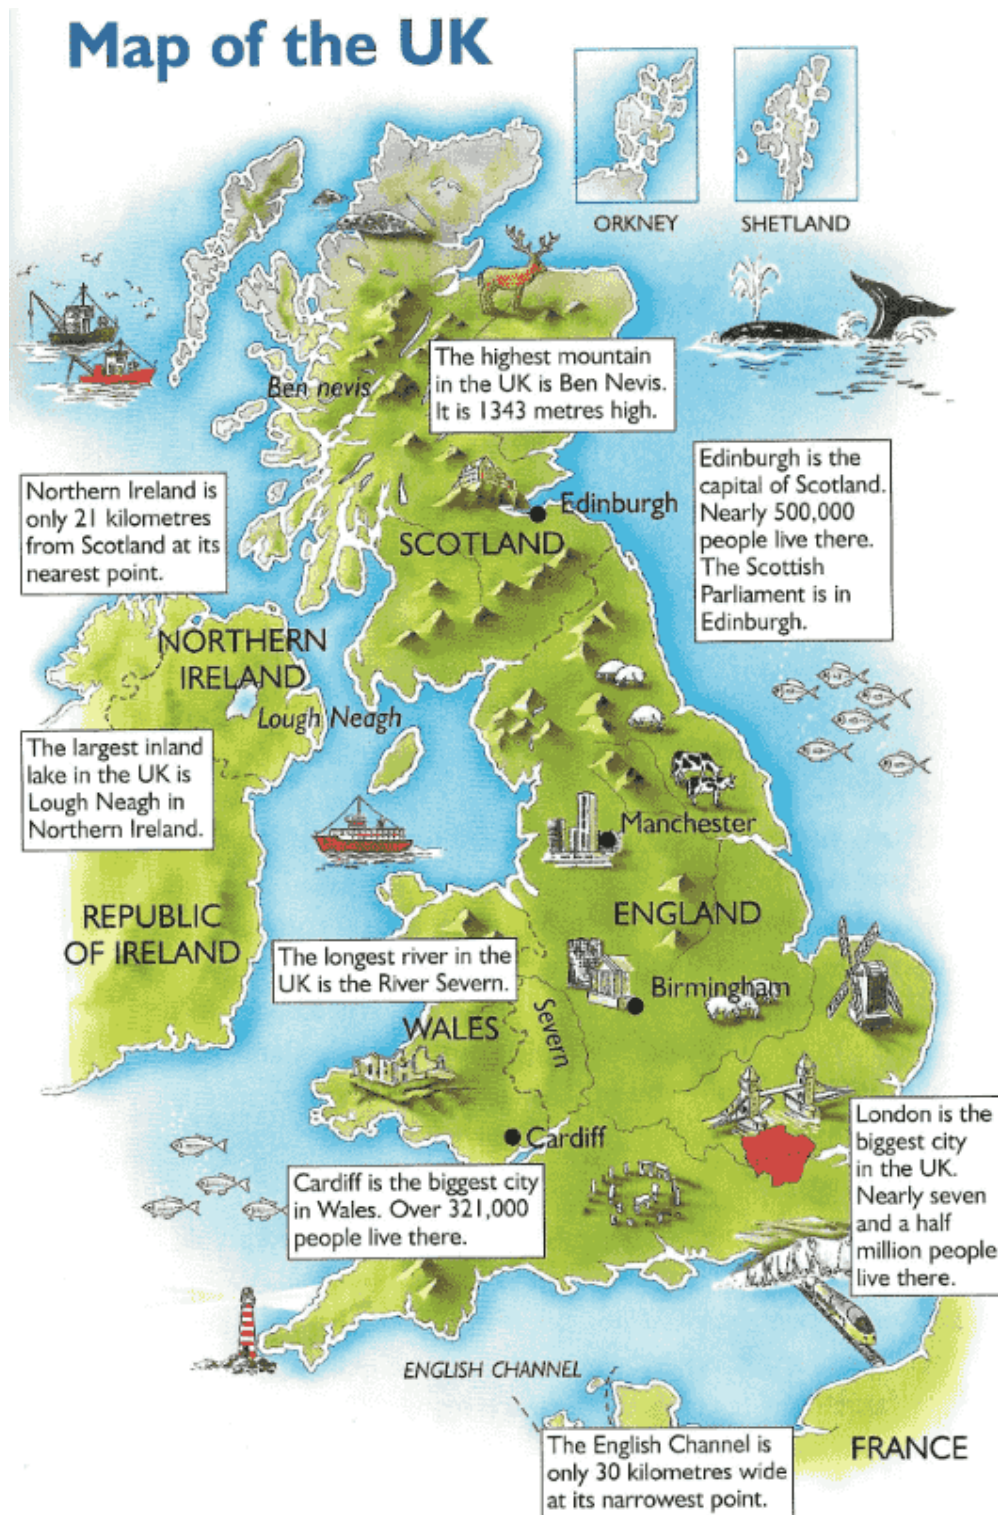 Map of the UK
ORKNEY
SHETLAND
The highest mountain
in the UK is Ben Nevis.
It is 1343 metres high.
Ben nevis
Edinburgh is the
capital of Scotland.
Nearly 500,000
people live there.
The Scottish
Parliament is in
Edinburgh.
Northern Ireland is
only 21 kilometres
from Scotland at its
nearest point.
Edinburgh
SCOTLAND
NORTHERN
IRELAND
Lough Neagh
The largest inland
lake in the UK is
Lough Neagh in
Northern Ireland.
Manchester
REPUBLIC
OF IRELAND
ENGLAND
The longest river in the
UK is the River Severn.
Birmingham
WALES
Severn
London is the
biggest city
in the UK.
Nearly seven
and a half
million people
live there.
Cardiff
Cardiff is the biggest city
in Wales. Over 321,000
people live there.
ENGLISH CHANNEL
The English Channel is
only 30 kilometres wide
at its narrowest point.
FRANCE